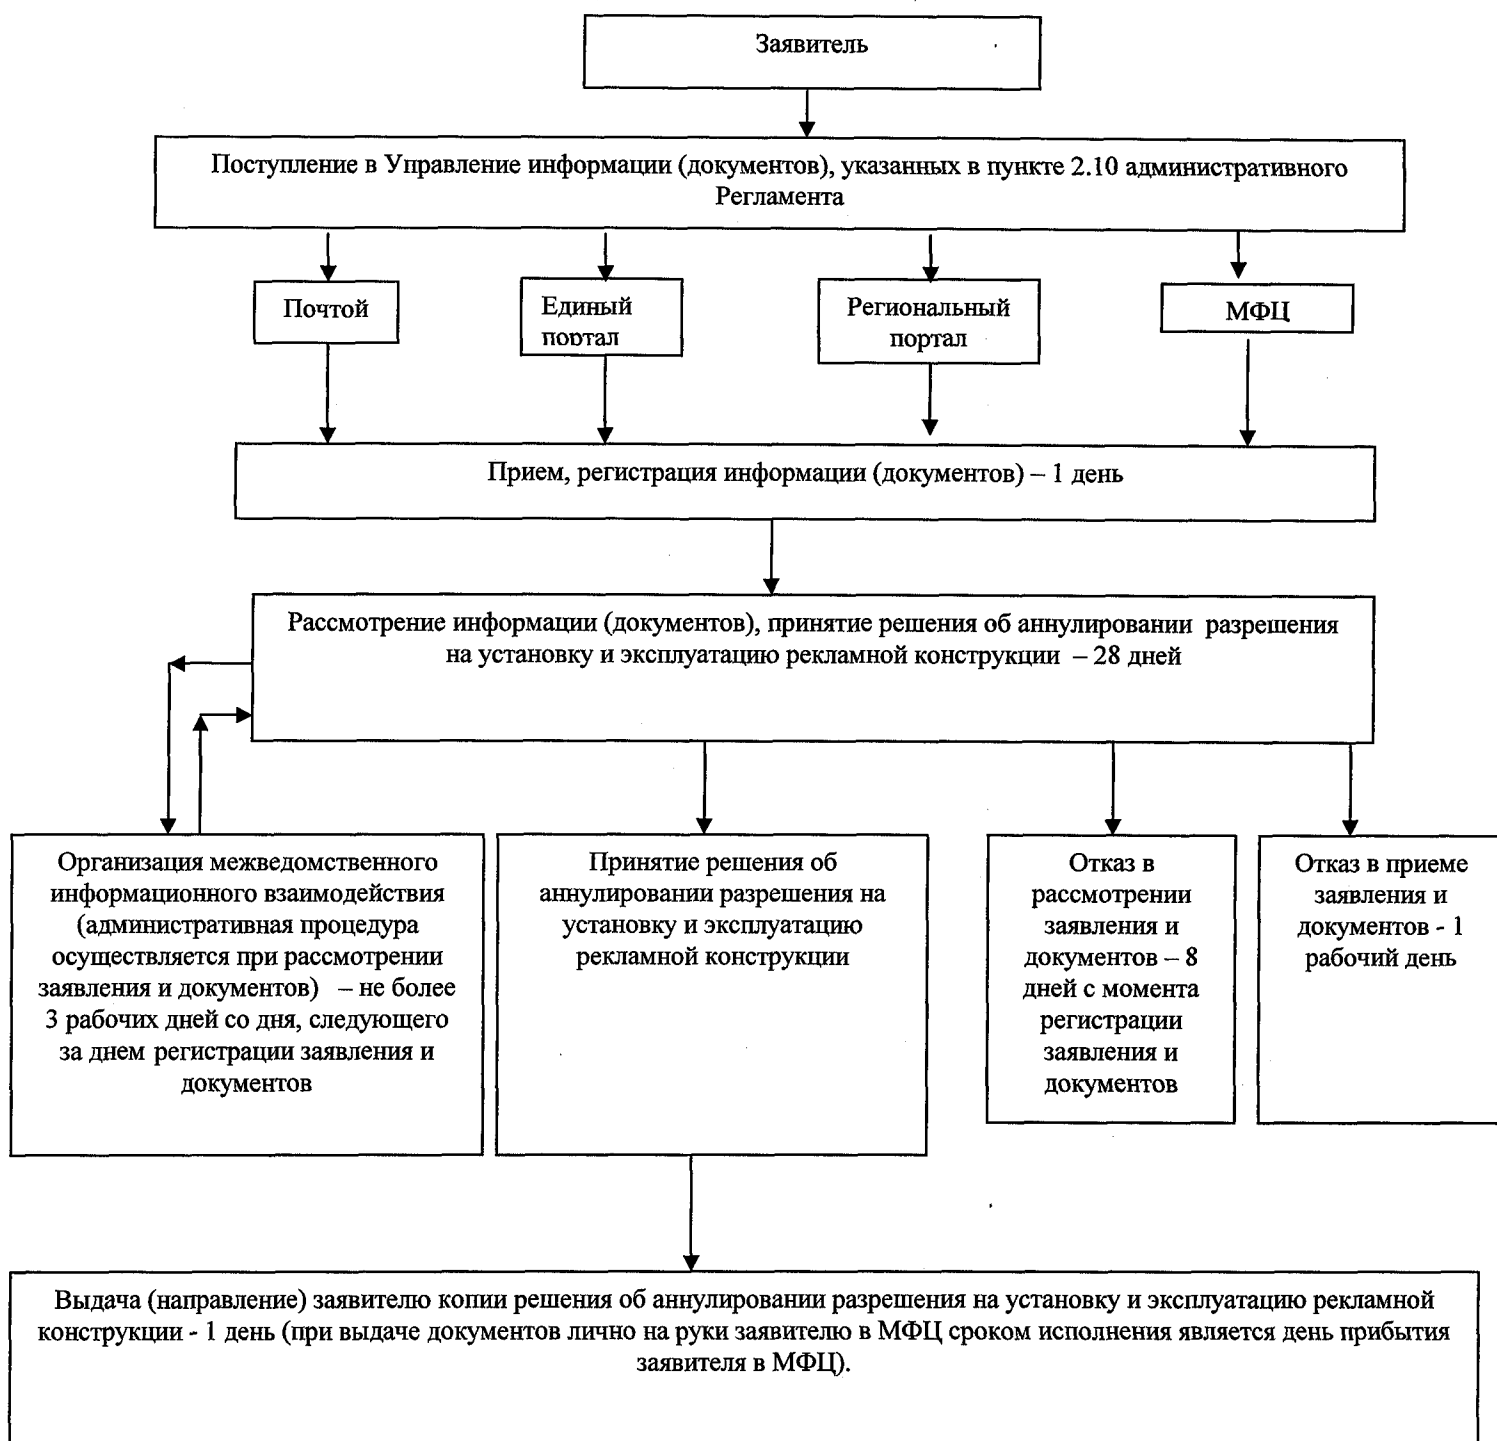 Заявитель
Поступление в Управление информации (документов), указанных в пункте 2.10 административного
Регламента
Почтой
Единый
портал
Региональный
портал
МФЦ
Прием, регистрация информации (документов) – 1 день
Рассмотрение информации (документов), принятие решения об аннулировании разрешения
на установку и эксплуатацию рекламной конструкции – 28 дней
Организация межведомственного
информационного взаимодействия
(административная процедура
осуществляется при рассмотрении
заявления и документов) – не более
3 рабочих дней со дня, следующего
за днем регистрации заявления и
документов
Принятие решения об
аннулировании разрешения на
установку и эксплуатацию
рекламной конструкции
Отказ в
рассмотрении
заявления и
документов – 8
дней с момента
регистрации
заявления и
документов
Отказ в приеме
заявления и
документов - 1
рабочий день
Выдача (направление) заявителю копии решения об аннулировании разрешения на установку и эксплуатацию рекламной
конструкции - 1 день (при выдаче документов лично на руки заявителю в МФЦ сроком исполнения является день прибытия
заявителя в МФЦ).